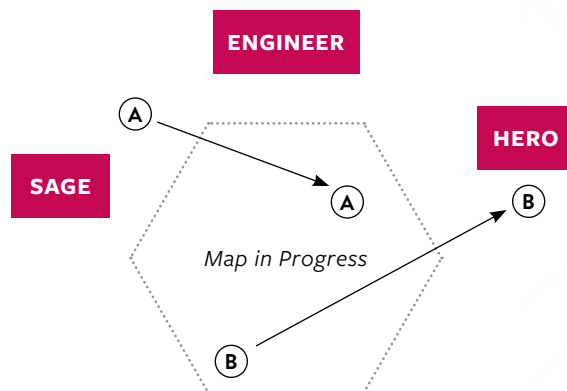 ENGINEER
A
HERO
SAGE
A
B
Map in Progress
B